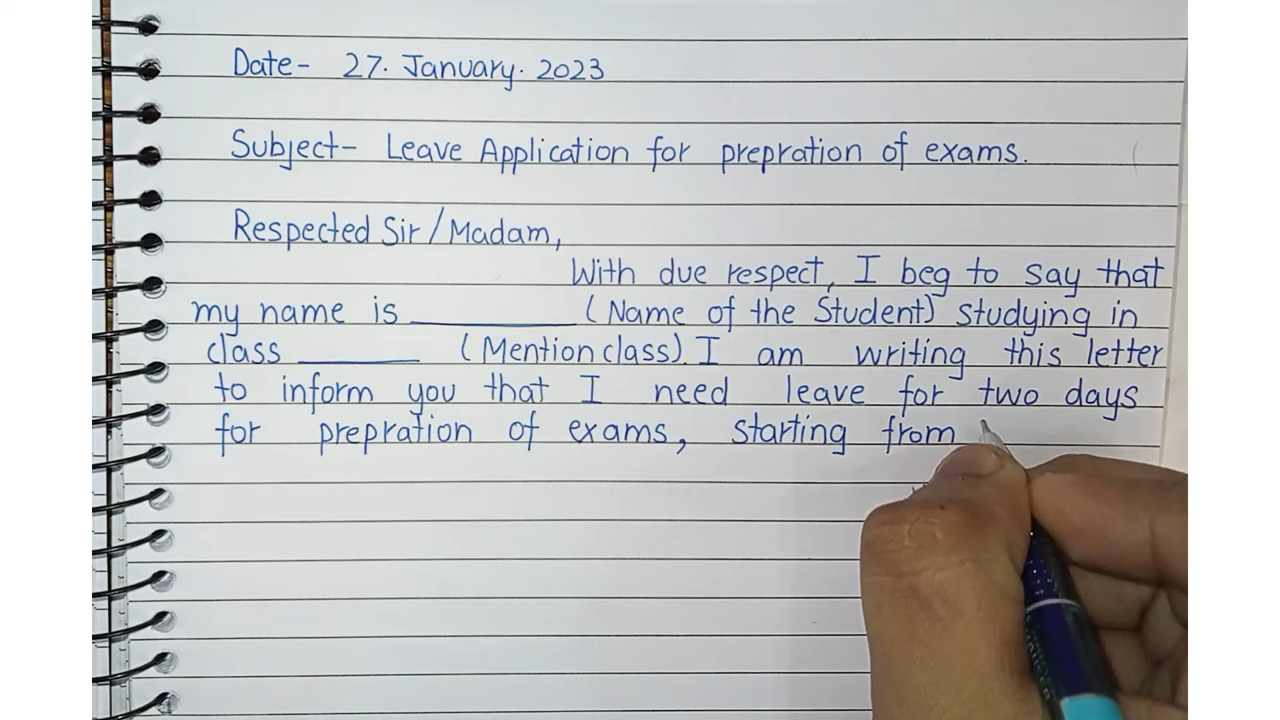 Date- 27. January. 2023
Subject- Leave Application for prepration of exams.
Respected Sir/Madam,
With due respect, I beg to say that
my name is ________ (Name of the Student) studying in
class ______ (Mention class). I am writing this letter
to inform you that I need leave for two days
for prepration of exams, starting from